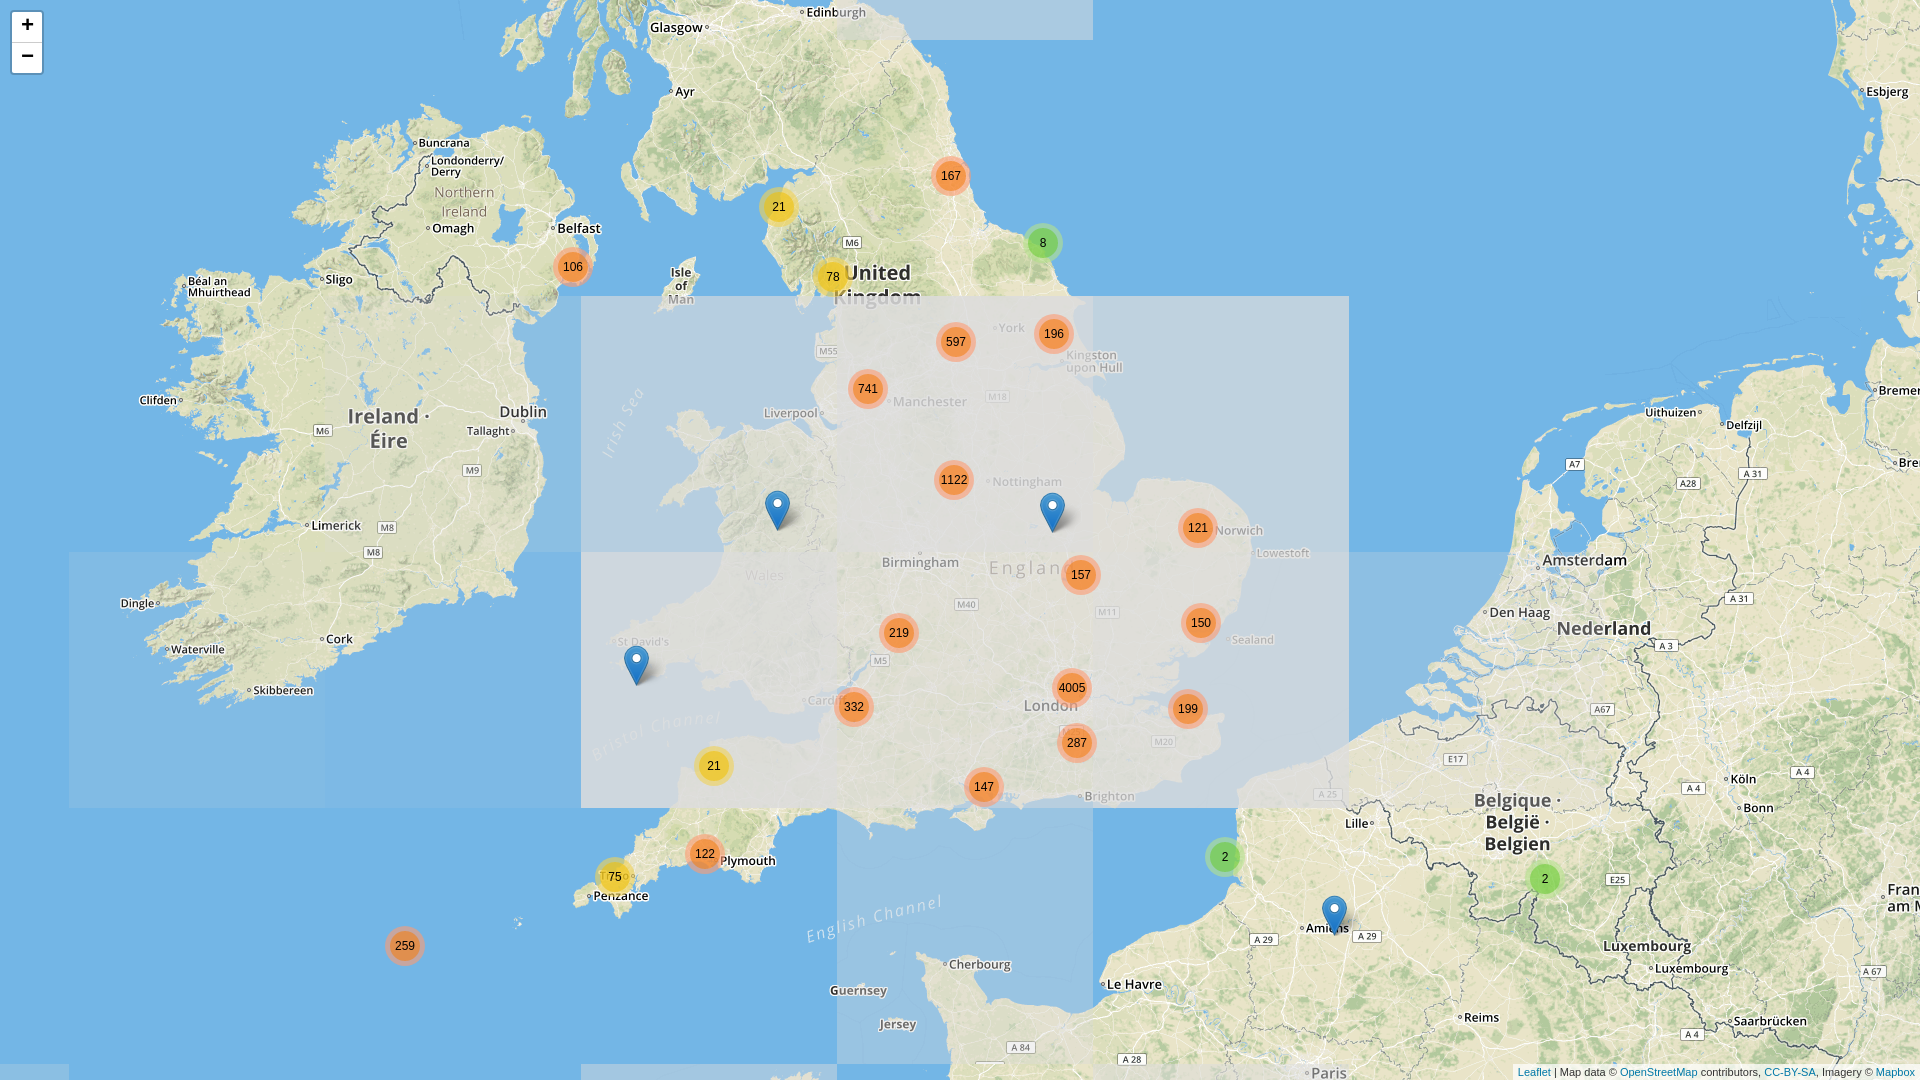 +
−
Edinburgh
Glasgow
Ayr
Esbjerg
Buncrana
Londonderry/
Derry
167
Northern
Ireland
21
Omagh
Belfast
M6
8
106
United
Kingdom
78
Isle
of
Man
Sligo
Béal an
Mhuirthead
York
196
597
M55
Kingston
upon Hull
741
Manchester
M18
Bremer
Clifden
Dublin
Liverpool
Uithuizen
Ireland ·
Éire
M6
Tallaght
Delfzijl
Irish Sea
A7
Bre
M9
A 31
1122
Nottingham
A28
Limerick
M8
121
Norwich
M8
Lowestoft
Birmingham
England
157
Wales
Amsterdam
Dingle
M40
M11
A 31
Den Haag
150
219
Nederland
Cork
St David's
Sealand
A 3
Waterville
M5
Skibbereen
4005
Cardiff
332
London
199
A67
Bristol Channel
287
M20
E17
21
A 4
Köln
147
A 25
A 4
Brighton
Belgique ·
België ·
Belgien
Bonn
Lille
122
Plymouth
2
75
2
E25
Penzance
Fran
am M
English Channel
Amiens
A 29
A 29
259
Luxembourg
Cherbourg
Luxembourg
A 67
Le Havre
Guernsey
Reims
Jersey
Saarbrücken
A 84
A 4
A 28
Paris
Leaflet | Map data © OpenStreetMap contributors, CC-BY-SA, Imagery © Mapbox